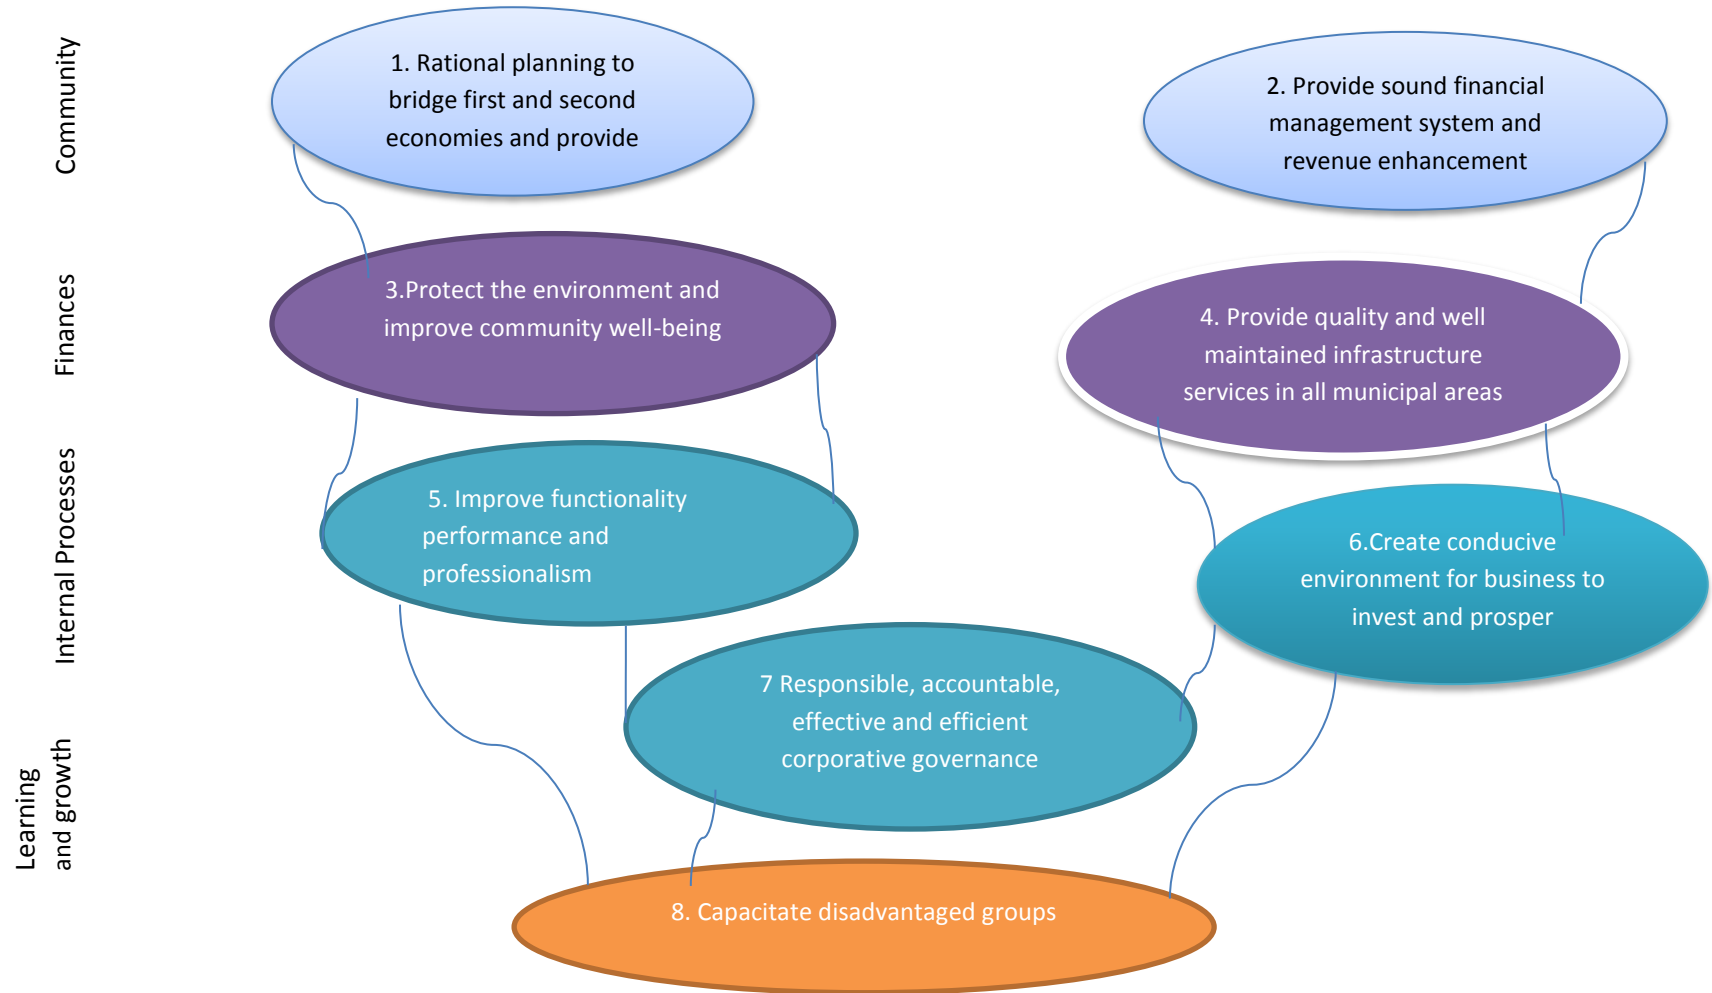 Community
1. Rational planning to
bridge first and second
economies and provide
2. Provide sound financial
management system and
revenue enhancement
Finances
3.Protect the environment and
improve community well-being
4. Provide quality and well
maintained infrastructure
services in all municipal areas
Internal Processes
5. Improve functionality
performance and
professionalism
6.Create conducive
environment for business to
invest and prosper
7 Responsible, accountable,
effective and efficient
corporative governance
Learning
and growth
8. Capacitate disadvantaged groups